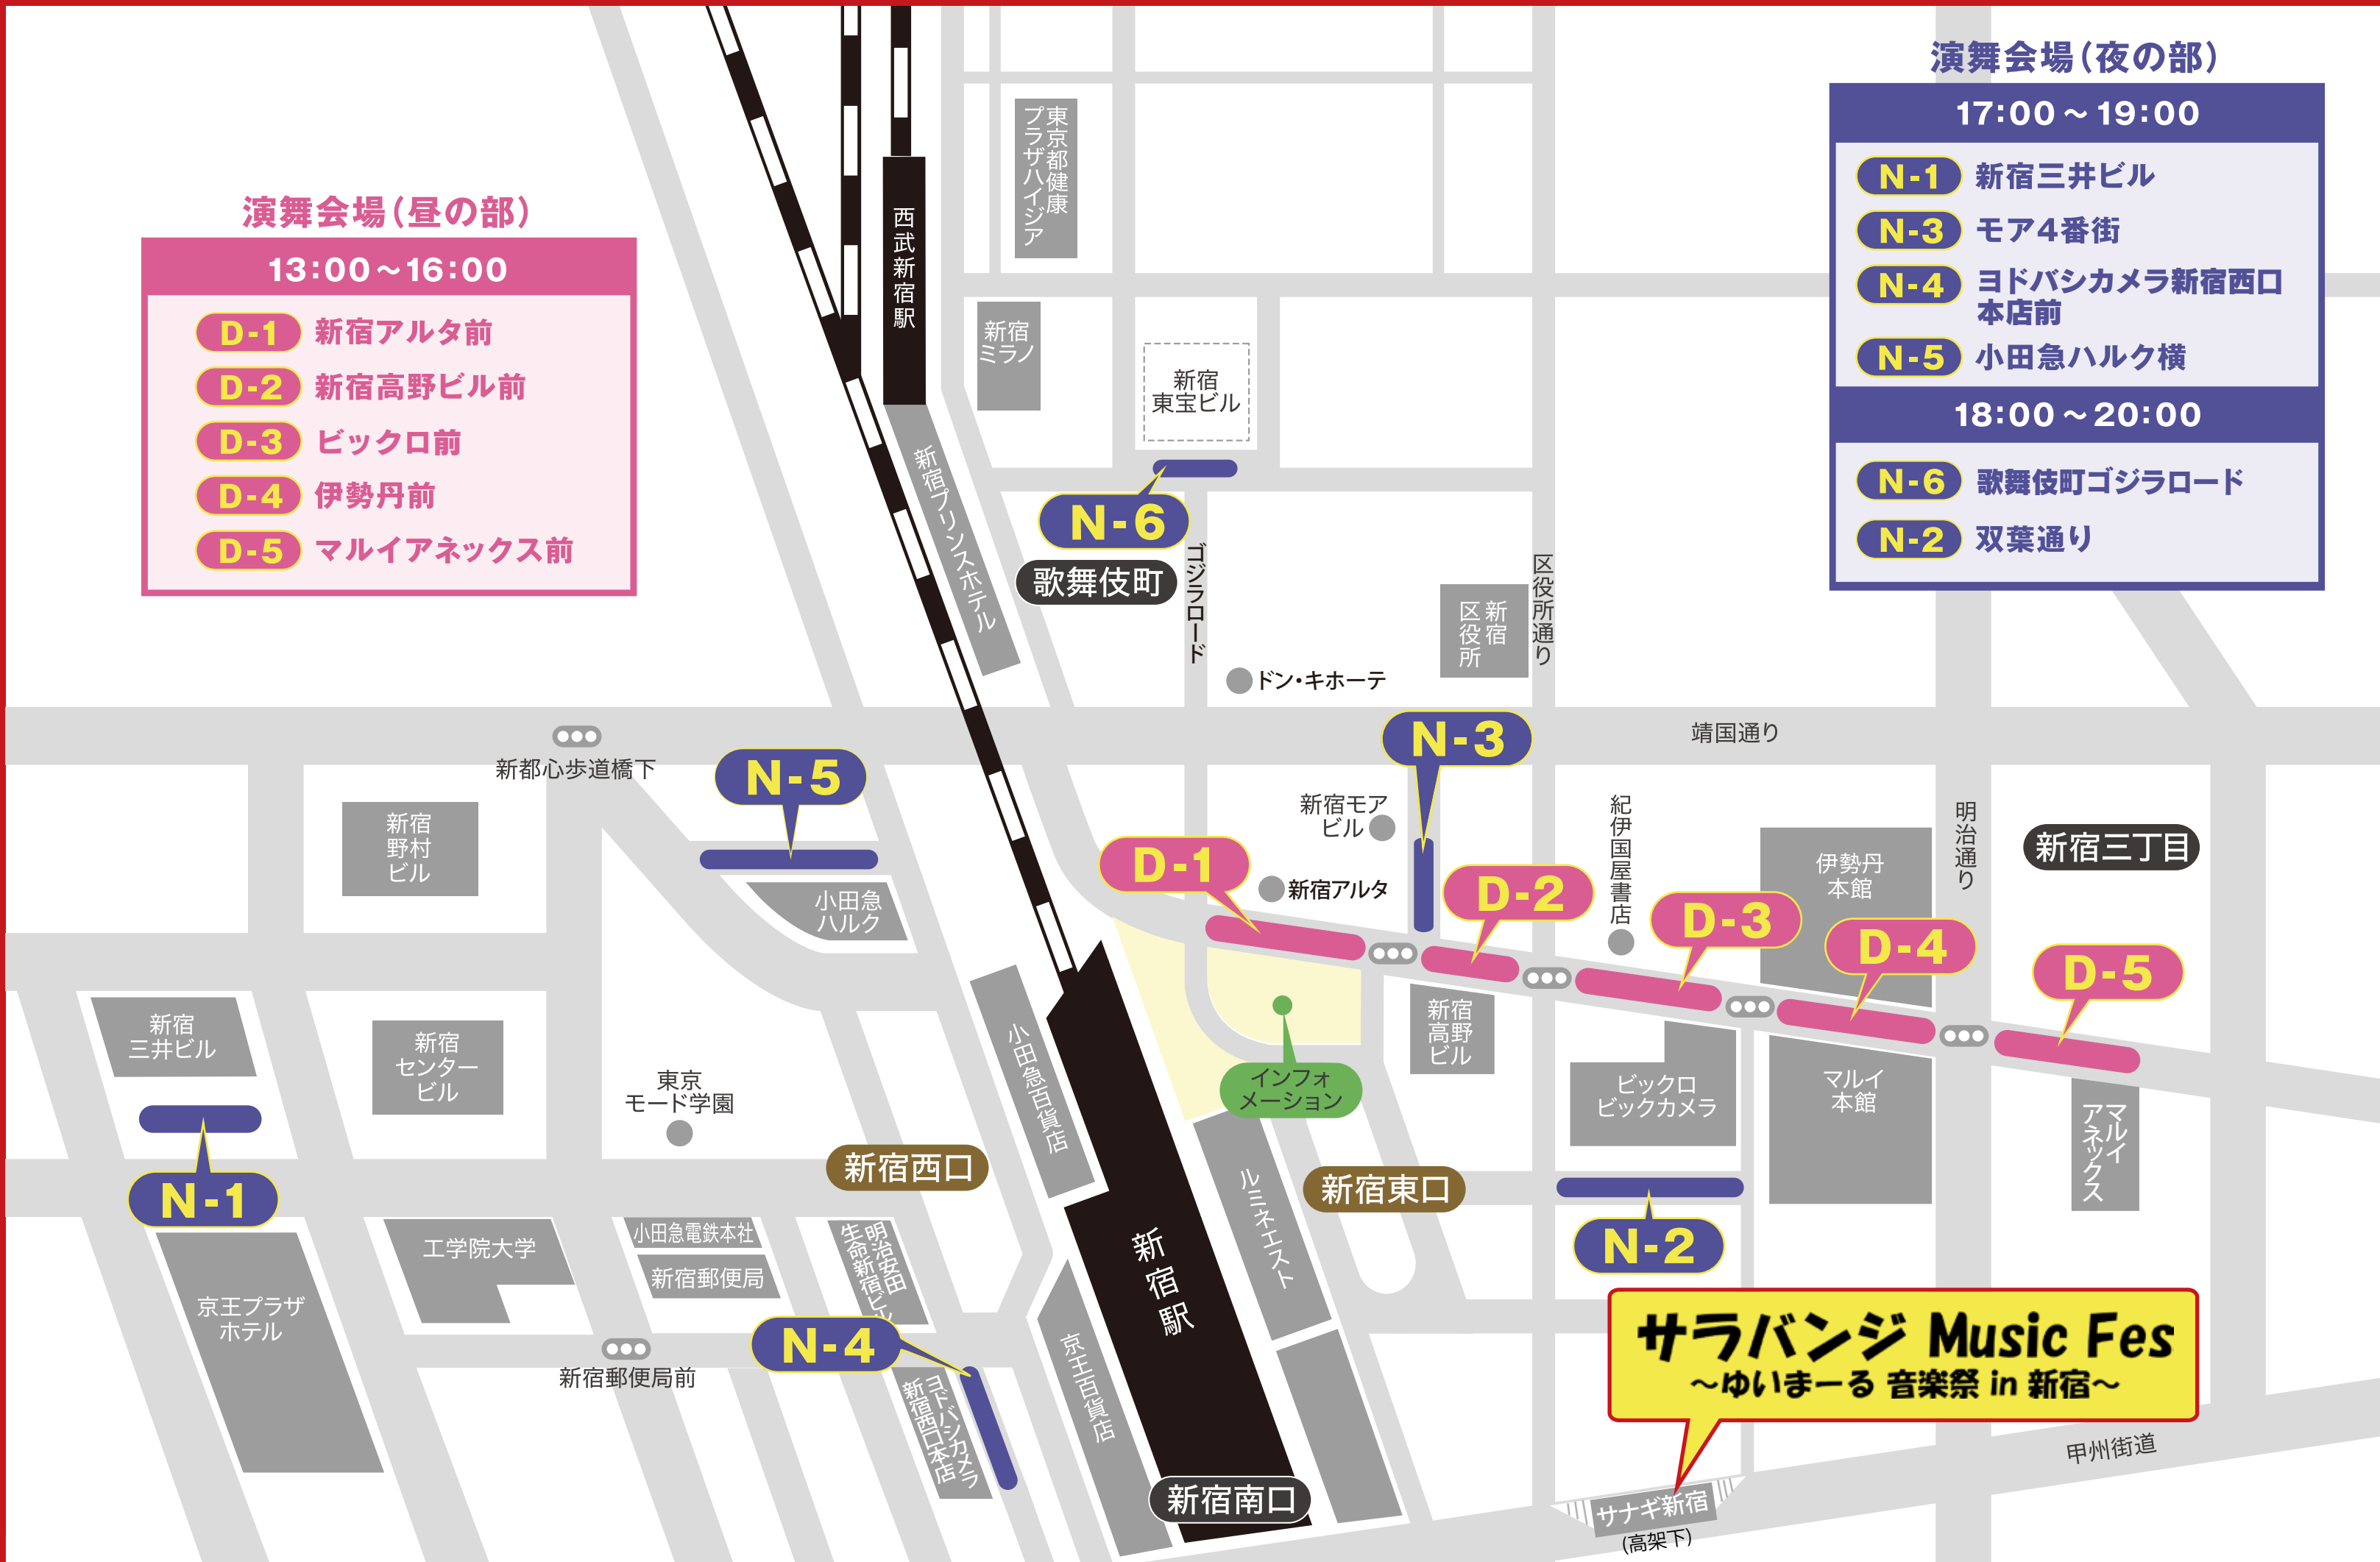 演舞会場（昼の部）
13:00～16:00
D-1 新宿アルタ前
D-2 新宿高野ビル前
D-3 ビックロ前
D-4 伊勢丹前
D-5 マルイアネックス前
演舞会場（夜の部）
17:00～19:00
N-1 新宿三井ビル
N-3 モア4番街
N-4 ヨドバシカメラ新宿西口
本店前
N-5 小田急ハルク横
18:00～20:00
N-6 歌舞伎町ゴジラロード
N-2 双葉通り
東京都健康
プラザハイジア
西武新宿駅
新宿
ミラノ
新宿
東宝ビル
新宿プリンスホテル
N-6
歌舞伎町
ゴジラロード
区役所通り
新宿
区役所
ドン・キホーテ
靖国通り
新都心歩道橋下
N-5
N-3
新宿モア
ビル
紀伊国屋書店
明治通り
新宿三丁目
新宿
野村
ビル
小田急
ハルク
D-1
新宿アルタ
D-2
D-3
伊勢丹
本館
D-4
D-5
新宿
三井ビル
新宿
センター
ビル
東京
モード学園
小田急百貨店
インフォ
メーション
新宿
高野
ビル
ビックロ
ビックカメラ
マルイ
本館
マルイ
アネックス
N-1
新宿西口
新宿東口
ルミネエスト
N-2
工学院大学
小田急電鉄本社
新宿郵便局
明治安田
生命新宿ビル
新宿駅
京王プラザ
ホテル
N-4
新宿郵便局前
ヨドバシカメラ
新宿西口本店
京王百貨店
サラバンジ Music Fes
～ゆいまーる 音楽祭 in 新宿～
甲州街道
新宿南口
サナギ新宿
(高架下)